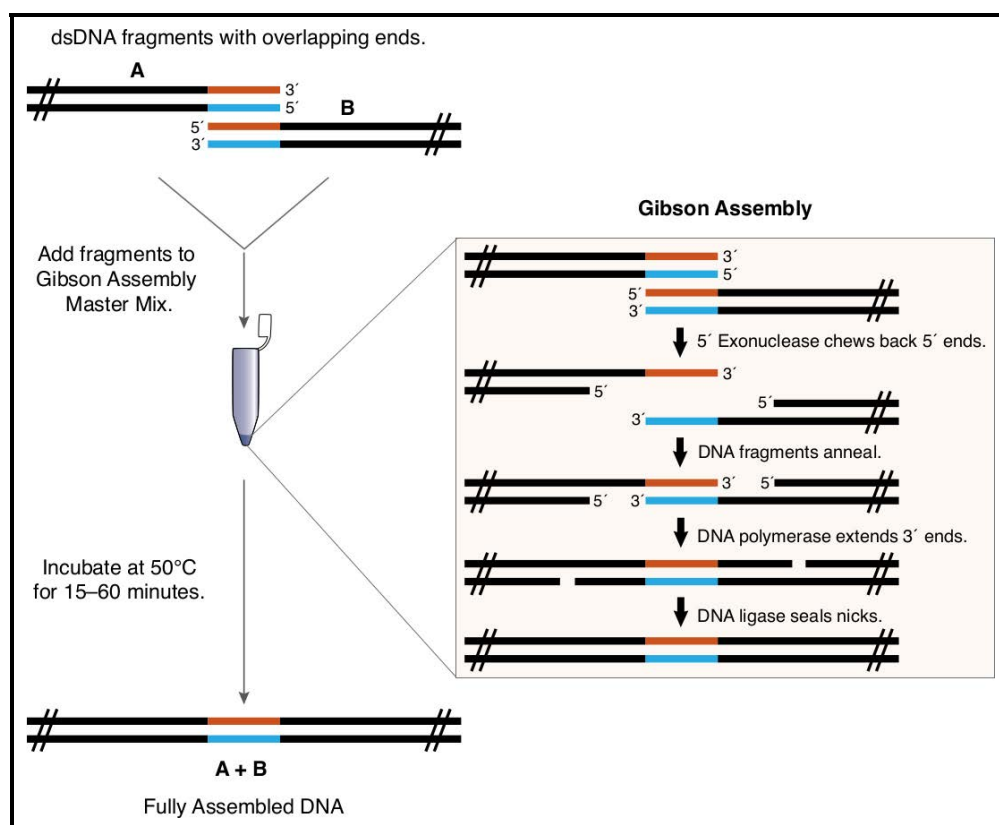 dsDNA fragments with overlapping ends.
A
3´
5´
B
5´
3´
Add fragments to
Gibson Assembly
Master Mix.
Incubate at 50°C
for 15–60 minutes.
A + B
Fully Assembled DNA
Gibson Assembly
3´
5´
5´
3´
5´ Exonuclease chews back 5´ ends.
3´
5´
5´
3´
DNA fragments anneal.
3´ 5´
5´ 3´
DNA polymerase extends 3´ ends.
DNA ligase seals nicks.